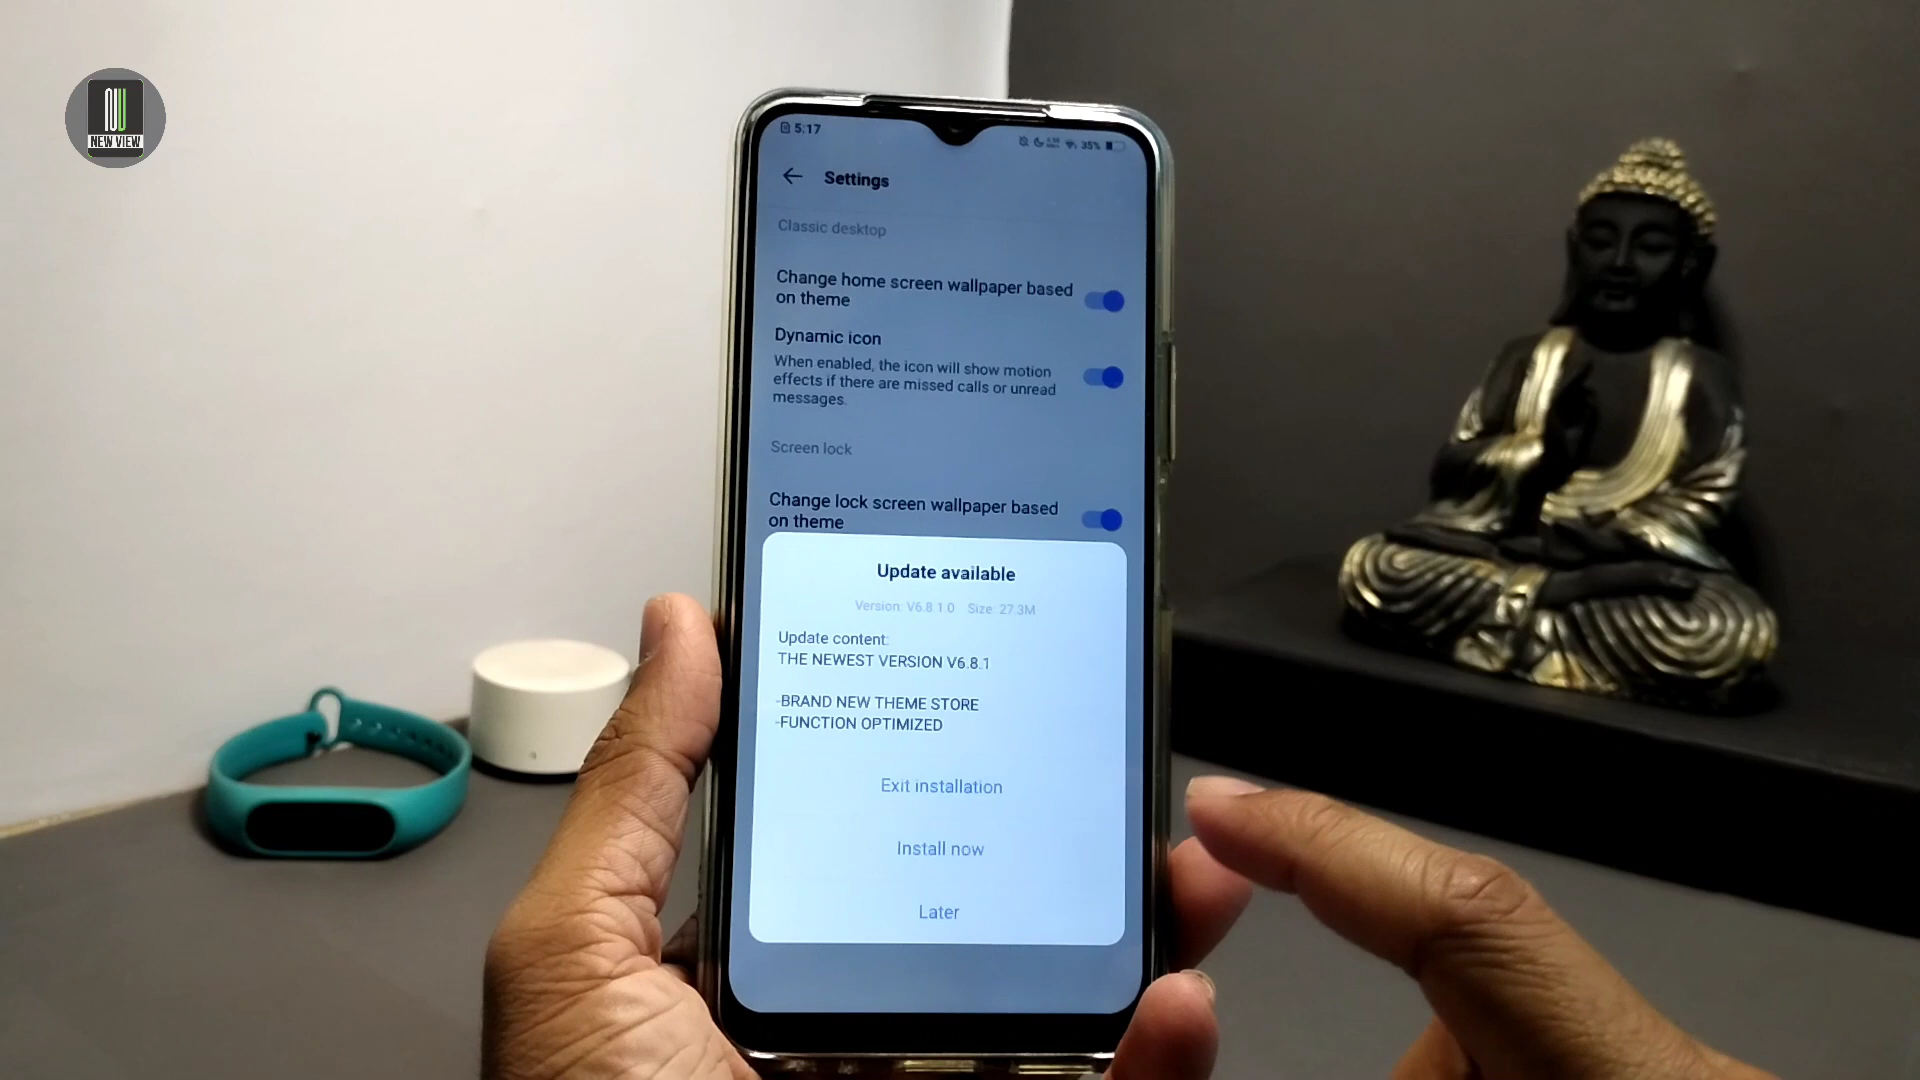 NEW VIEW
5:17
35%
Settings
Classic desktop
Change home screen wallpaper based
on theme
Dynamic icon
When enabled, the icon will show motion
effects if there are missed calls or unread
messages.
Screen lock
Change lock screen wallpaper based
on theme
Update available
Version: V6.8.1.0 Size: 27.3M
Update content:
THE NEWEST VERSION V6.8.1
-BRAND NEW THEME STORE
-FUNCTION OPTIMIZED
Exit installation
Install now
Later